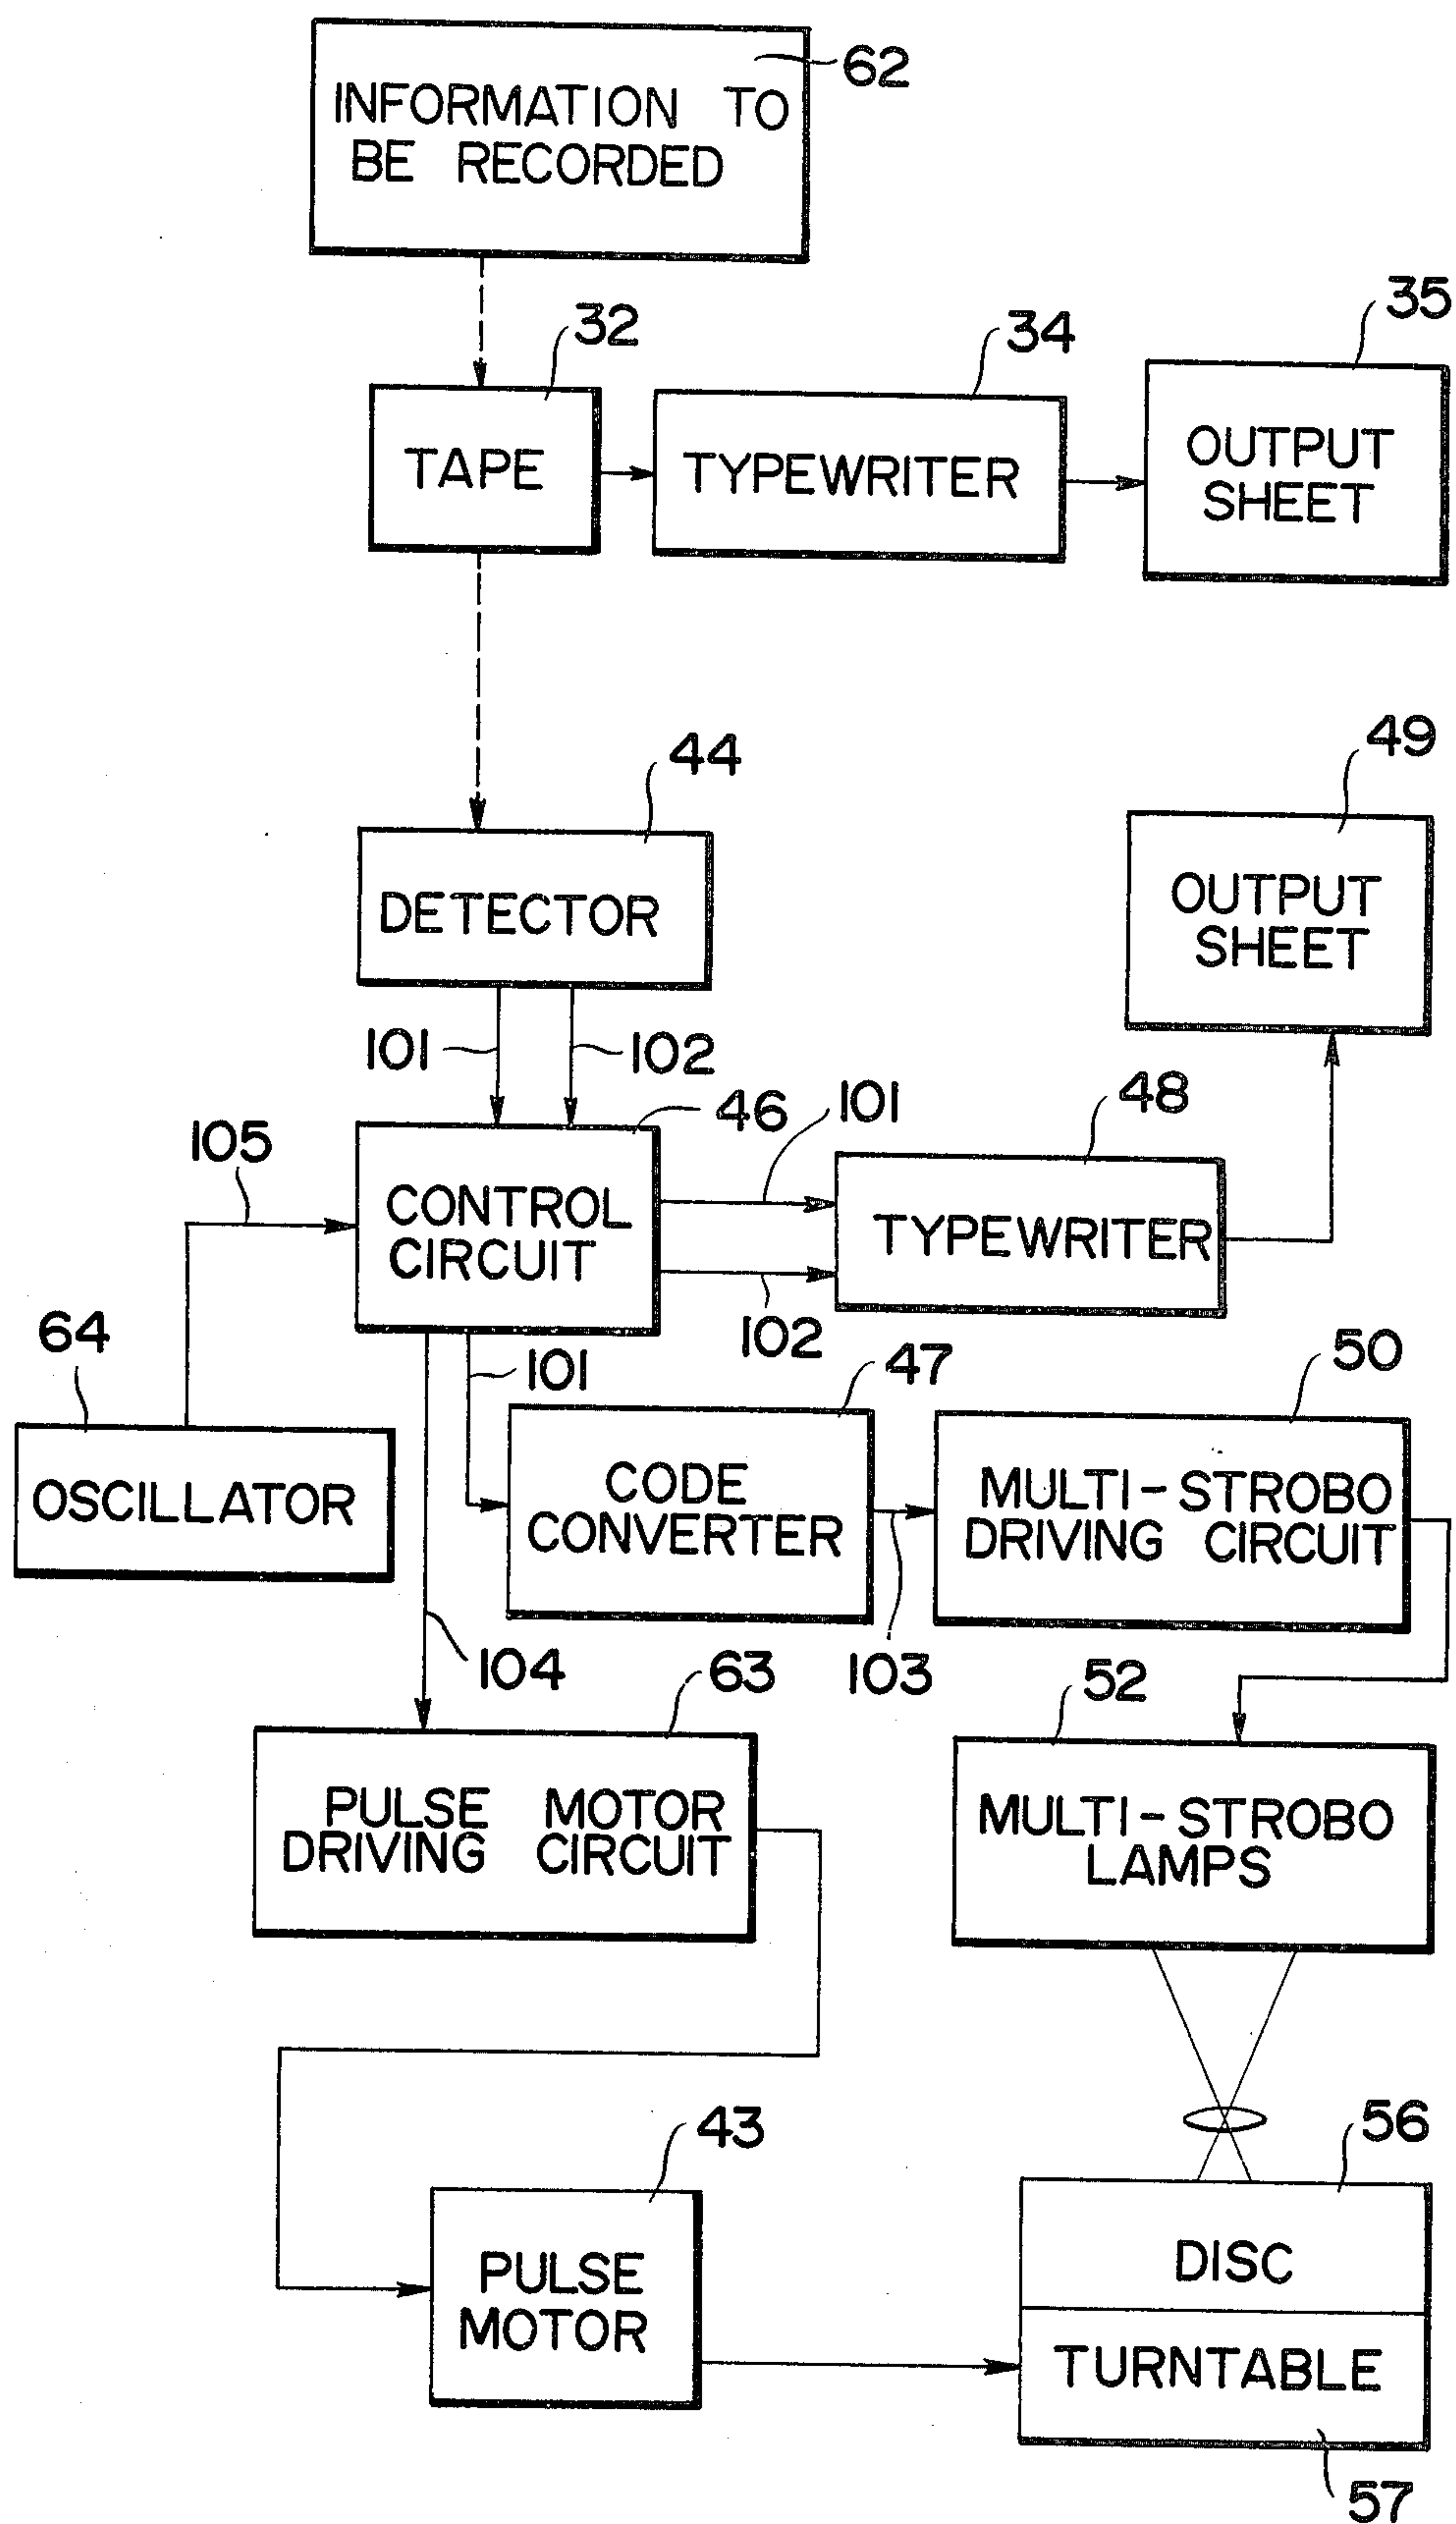 62
INFORMATION TO
BE RECORDED
32
34
35
TAPE
TYPEWRITER
OUTPUT
SHEET
44
49
DETECTOR
OUTPUT
SHEET
101
102
46
101
48
105
CONTROL
CIRCUIT
TYPEWRITER
102
64
101
47
50
OSCILLATOR
CODE
CONVERTER
MULTI-STROBO
DRIVING CIRCUIT
104
63
103
52
PULSE MOTOR
DRIVING CIRCUIT
MULTI-STROBO
LAMPS
43
56
PULSE
MOTOR
DISC
TURNTABLE
57